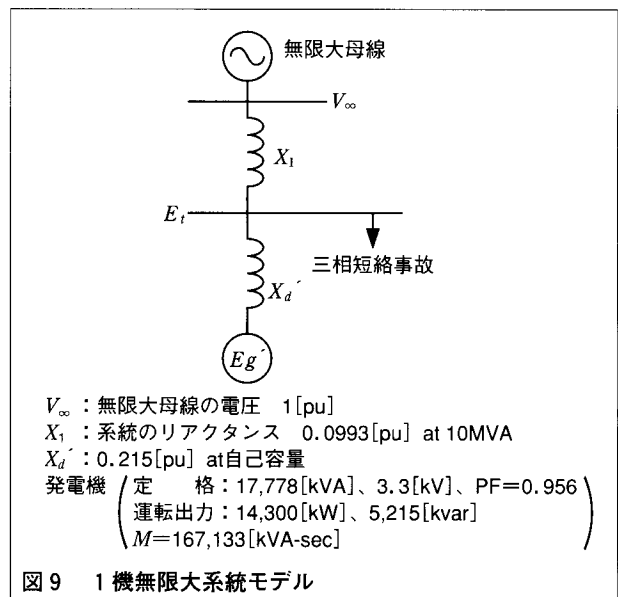 無限大母線
V∞
X₁
Eₜ
三相短絡事故
X_d´
Eg´
V∞：無限大母線の電圧 1[pu]
X₁：系統のリアクタンス 0.0993[pu] at 10MVA
X_d´：0.215[pu] at自己容量
発電機 定 格：17,778[kVA]、3.3[kV]、PF＝0.956
運転出力：14,300[kW]、5,215[kvar]
M＝167,133[kVA-sec]
図9 1機無限大系統モデル